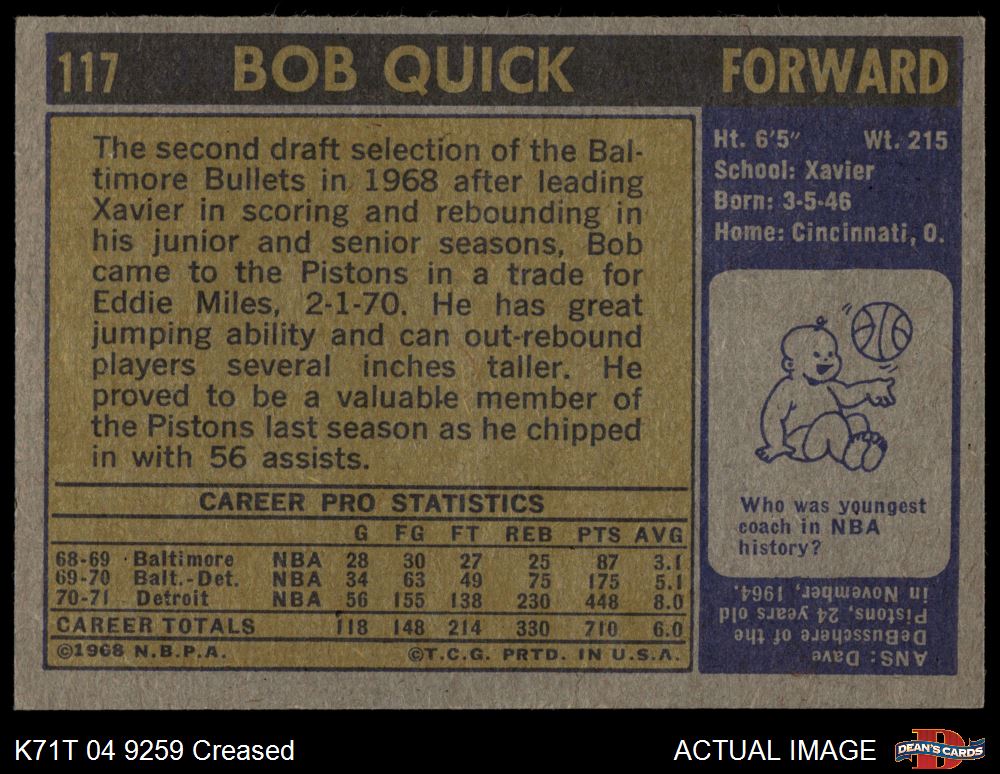 117 BOB QUICK FORWARD
The second draft selection of the Bal-
timore Bullets in 1968 after leading
Xavier in scoring and rebounding in
his junior and senior seasons, Bob
came to the Pistons in a trade for
Eddie Miles, 2-1-70. He has great
jumping ability and can out-rebound
players several inches taller. He
proved to be a valuable member of
the Pistons last season as he chipped
in with 56 assists.
CAREER PRO STATISTICS
G FG FT REB PTS AVG
68-69 Baltimore NBA 28 30 27 25 87 3.1
69-70 Balt.-Det. NBA 34 63 49 75 175 5.1
70-71 Detroit NBA 56 155 138 230 448 8.0
CAREER TOTALS 118 148 214 330 710 6.0
©1968 N.B.P.A. ©T.C.G. PRTD. IN U.S.A.
Ht. 6'5" Wt. 215
School: Xavier
Born: 3-5-46
Home: Cincinnati, O.
Who was youngest
coach in NBA
history?
ANS: Dave
DeBusschere of the
Pistons, 24 years old
in November, 1964.
K71T 04 9259 Creased
ACTUAL IMAGE
D
DEAN'S CARDS